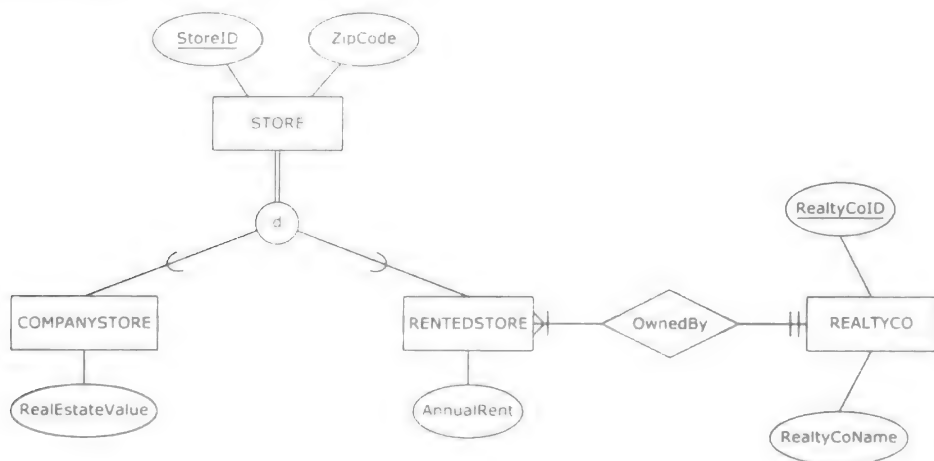 StoreID
ZipCode
STORE
d
RealtyCoID
COMPANYSTORE
RENTEDSTORE
OwnedBy
REALTYCO
RealEstateValue
AnnualRent
RealtyCoName